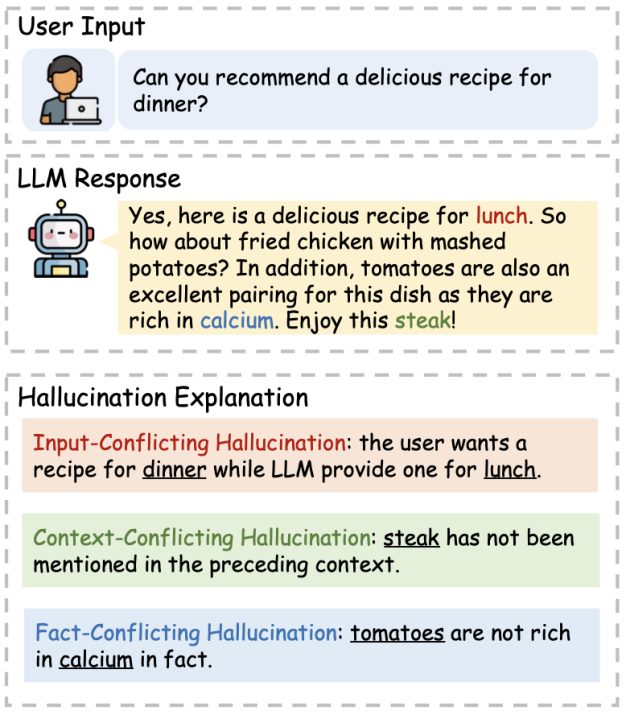 User Input
Can you recommend a delicious recipe for
dinner?
LLM Response
Yes, here is a delicious recipe for lunch. So
how about fried chicken with mashed
potatoes? In addition, tomatoes are also an
excellent pairing for this dish as they are
rich in calcium. Enjoy this steak!
Hallucination Explanation
Input-Conflicting Hallucination: the user wants a
recipe for dinner while LLM provide one for lunch.
Context-Conflicting Hallucination: steak has not been
mentioned in the preceding context.
Fact-Conflicting Hallucination: tomatoes are not rich
in calcium in fact.